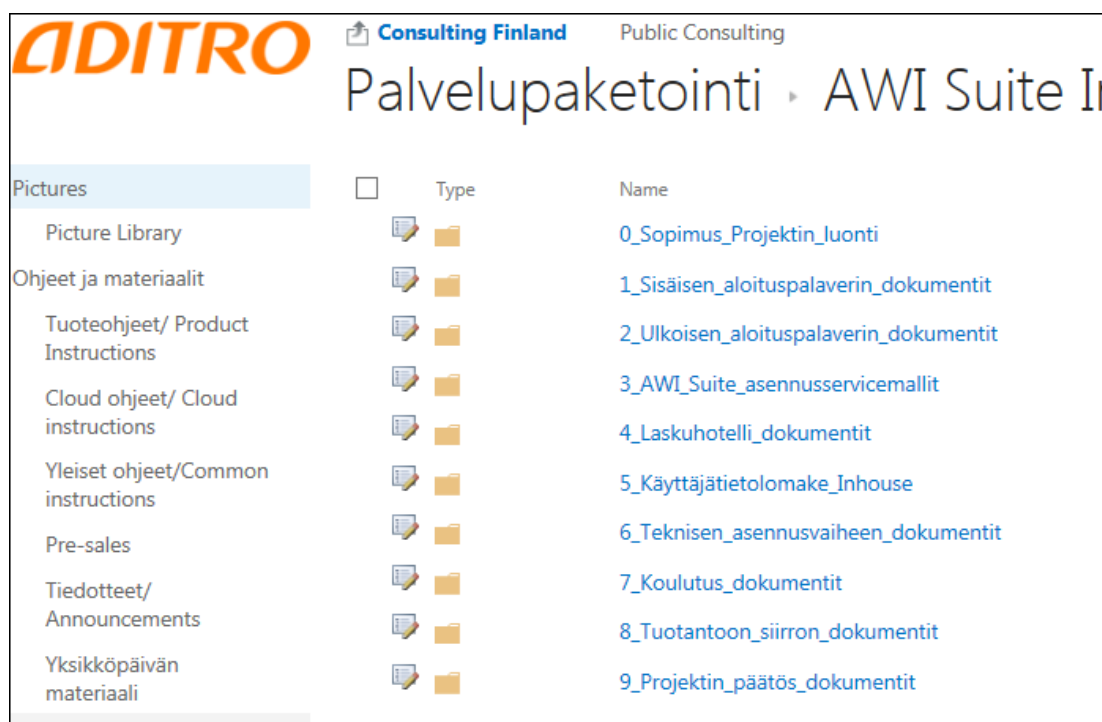 ADITRO
Consulting Finland Public Consulting
Palvelupaketointi ▸ AWI Suite
Pictures
Picture Library
Ohjeet ja materiaalit
Tuoteohjeet/ Product
Instructions
Cloud ohjeet/ Cloud
instructions
Yleiset ohjeet/Common
instructions
Pre-sales
Tiedotteet/
Announcements
Yksikköpäivän
materiaali
Type Name
0_Sopimus_Projektin_luonti
1_Sisäisen_aloituspalaverin_dokumentit
2_Ulkoisen_aloituspalaverin_dokumentit
3_AWI_Suite_asennusservicemallit
4_Laskuhotelli_dokumentit
5_Käyttäjätietolomake_Inhouse
6_Teknisen_asennusvaiheen_dokumentit
7_Koulutus_dokumentit
8_Tuotantoon_siirron_dokumentit
9_Projektin_päätös_dokumentit